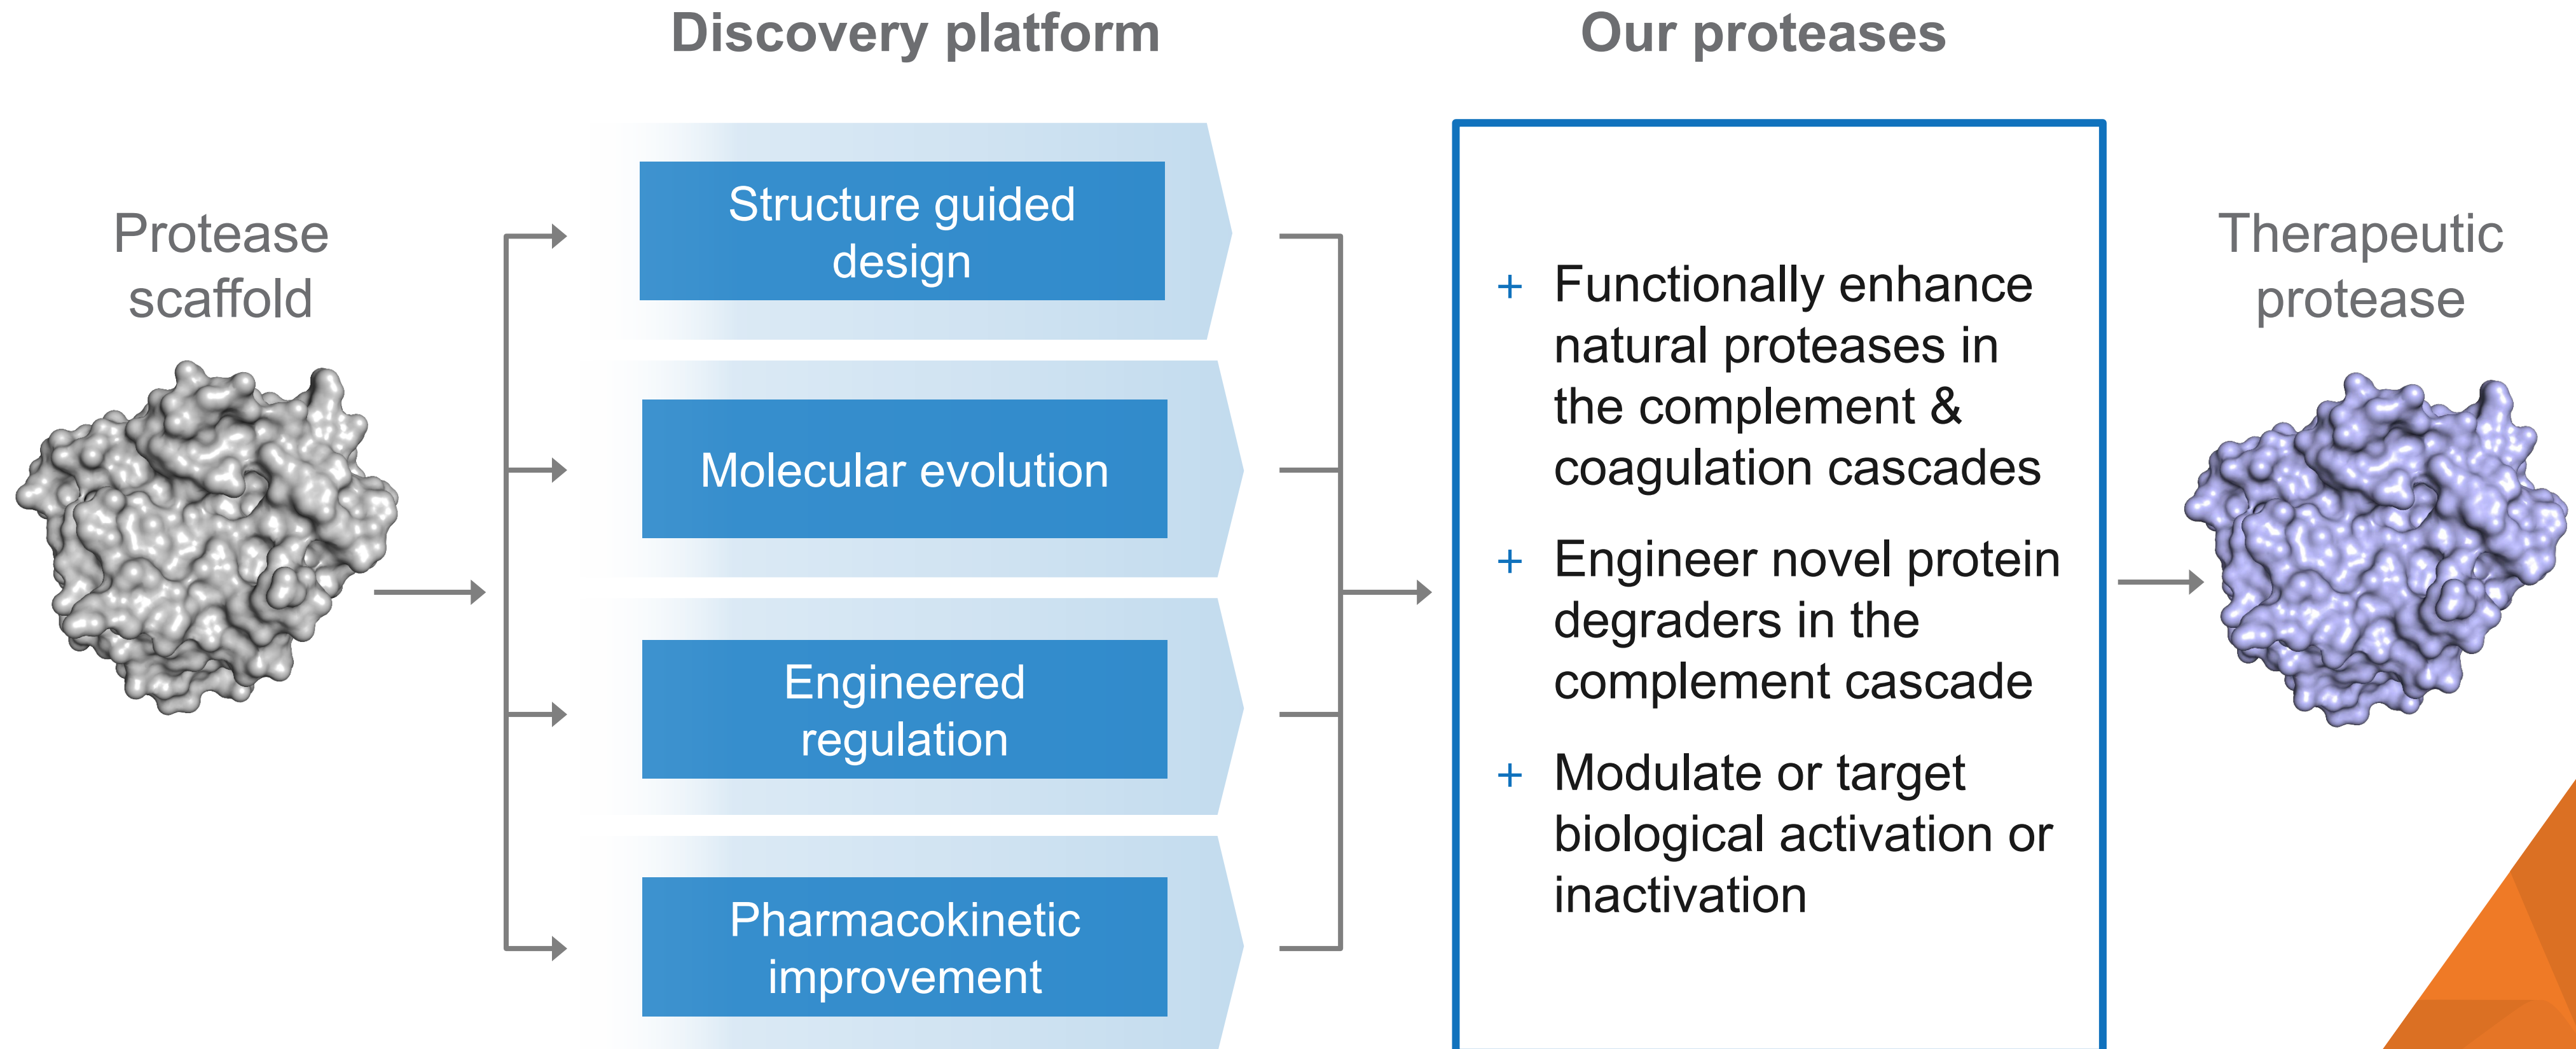 Discovery platform
Our proteases
Protease
scaffold
Structure guided
design
Molecular evolution
Engineered
regulation
Pharmacokinetic
improvement
+ Functionally enhance
natural proteases in
the complement &
coagulation cascades
+ Engineer novel protein
degraders in the
complement cascade
+ Modulate or target
biological activation or
inactivation
Therapeutic
protease